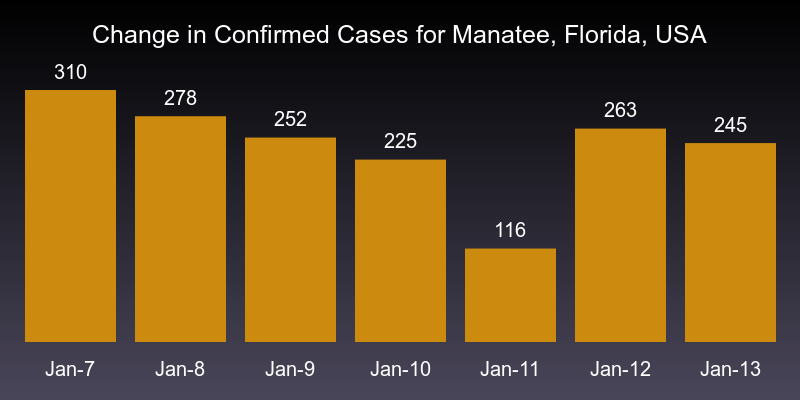 Change in Confirmed Cases for Manatee, Florida, USA
310
278
252
225
116
263
245
Jan-7
Jan-8
Jan-9
Jan-10
Jan-11
Jan-12
Jan-13